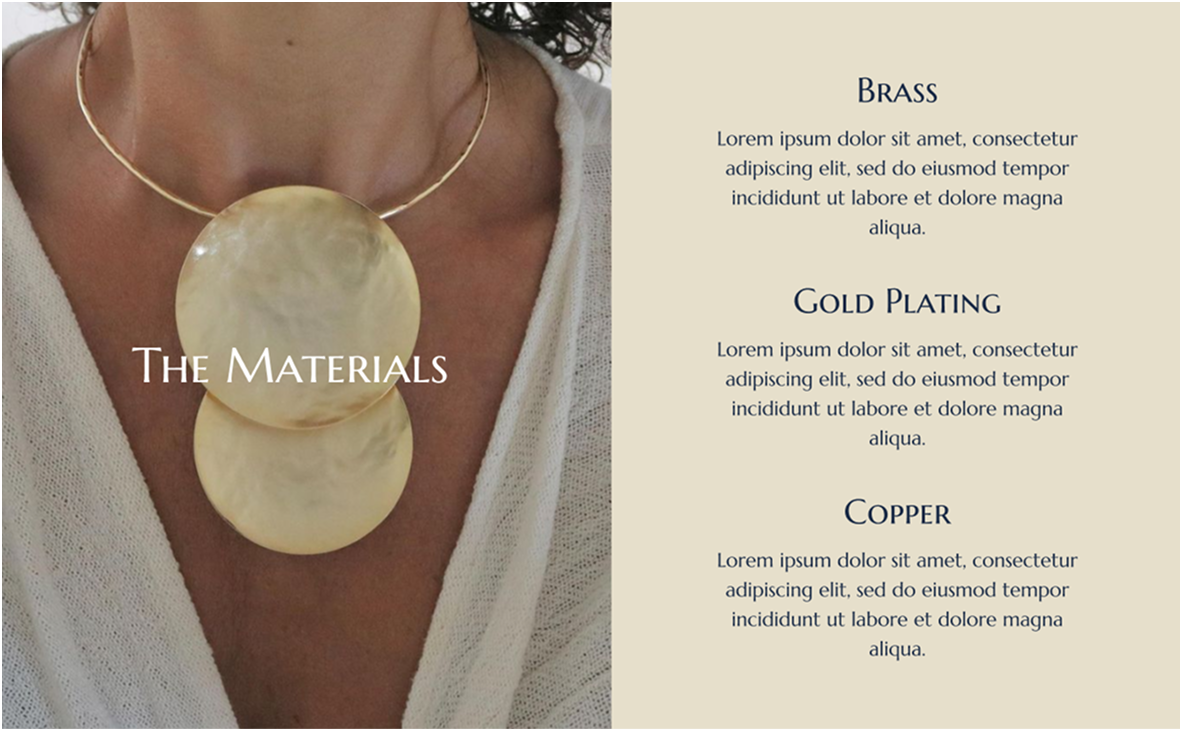 The Materials
Brass
Lorem ipsum dolor sit amet, consectetur
adipiscing elit, sed do eiusmod tempor
incididunt ut labore et dolore magna
aliqua.
Gold Plating
Lorem ipsum dolor sit amet, consectetur
adipiscing elit, sed do eiusmod tempor
incididunt ut labore et dolore magna
aliqua.
Copper
Lorem ipsum dolor sit amet, consectetur
adipiscing elit, sed do eiusmod tempor
incididunt ut labore et dolore magna
aliqua.